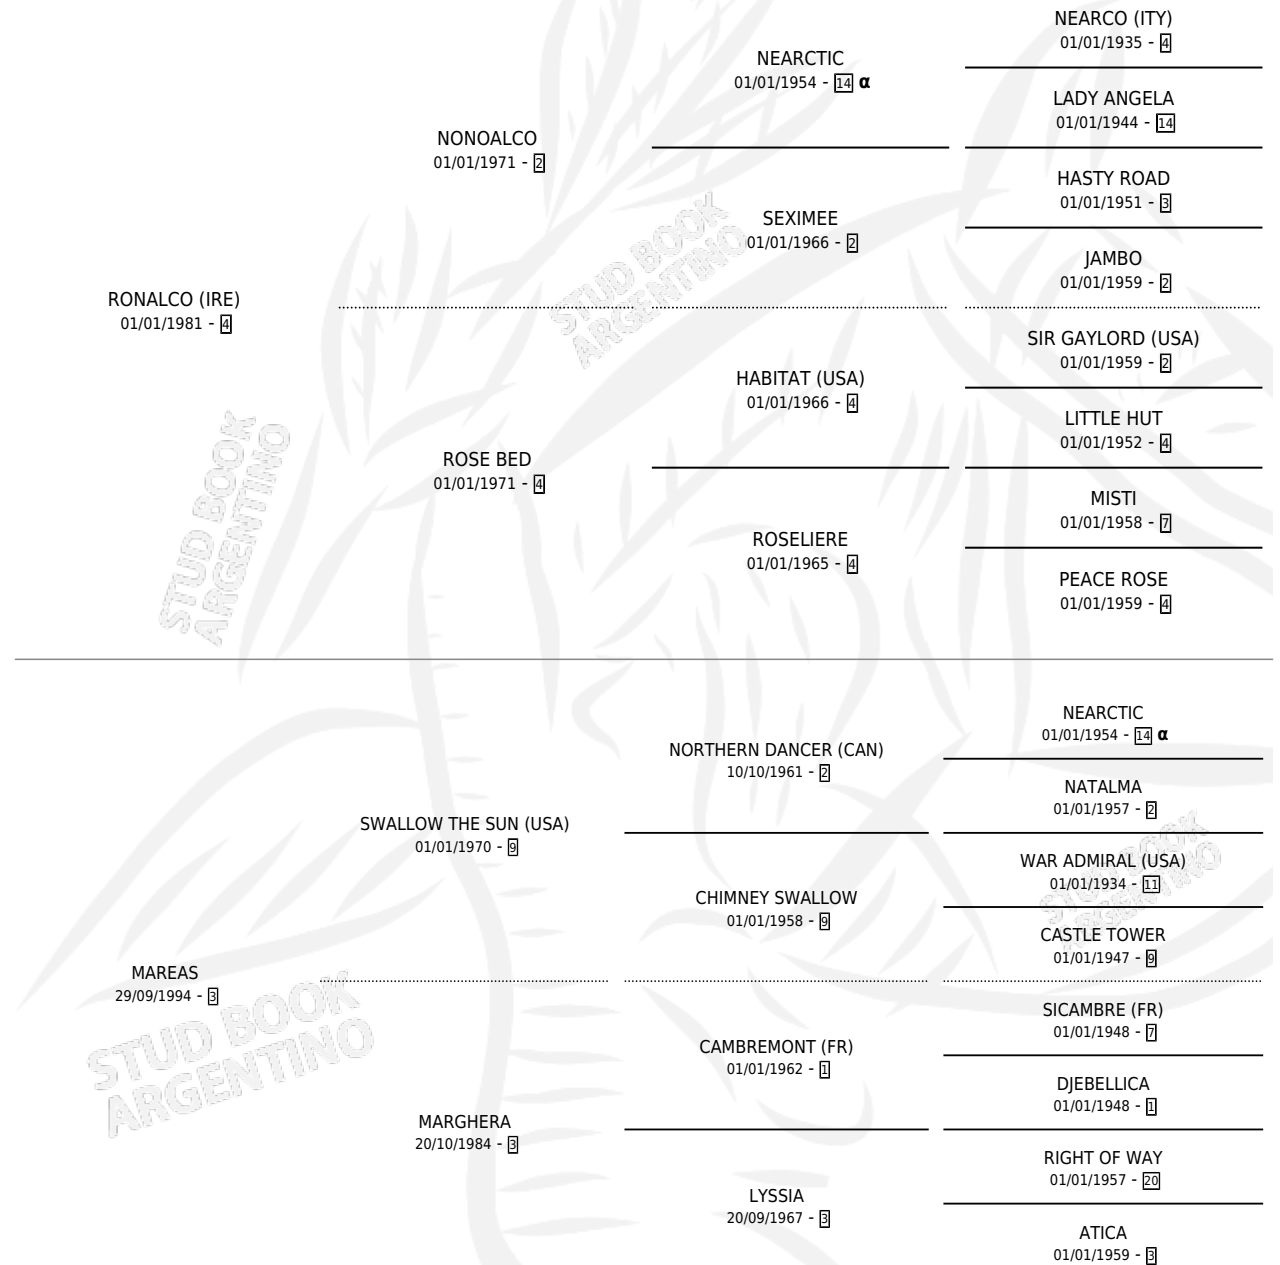 NEARCO (ITY)
01/01/1935 - 4
NEARCTIC
01/01/1954 - 14 α
LADY ANGELA
01/01/1944 - 14
NONOALCO
01/01/1971 - 2
HASTY ROAD
01/01/1951 - 3
SEXIMEE
01/01/1966 - 2
JAMBO
01/01/1959 - 2
RONALCO (IRE)
01/01/1981 - 4
SIR GAYLORD (USA)
01/01/1959 - 2
HABITAT (USA)
01/01/1966 - 4
LITTLE HUT
01/01/1952 - 4
ROSE BED
01/01/1971 - 4
MISTI
01/01/1958 - 7
ROSELIERE
01/01/1965 - 4
PEACE ROSE
01/01/1959 - 4
NEARCTIC
01/01/1954 - 14 α
NORTHERN DANCER (CAN)
10/10/1961 - 2
NATALMA
01/01/1957 - 2
SWALLOW THE SUN (USA)
01/01/1970 - 9
WAR ADMIRAL (USA)
01/01/1934 - 11
CHIMNEY SWALLOW
01/01/1958 - 9
CASTLE TOWER
01/01/1947 - 9
MAREAS
29/09/1994 - 3
SICAMBRE (FR)
01/01/1948 - 7
CAMBREMONT (FR)
01/01/1962 - 1
DJEBELLICA
01/01/1948 - 1
MARGHERA
20/10/1984 - 3
RIGHT OF WAY
01/01/1957 - 20
LYSSIA
20/09/1967 - 3
ATICA
01/01/1959 - 3
STUD BOOK
ARGENTINO
STUD BOOK
ARGENTINO
STUD BOOK
ARGENTINO
STUD BOOK
ARGENTINO